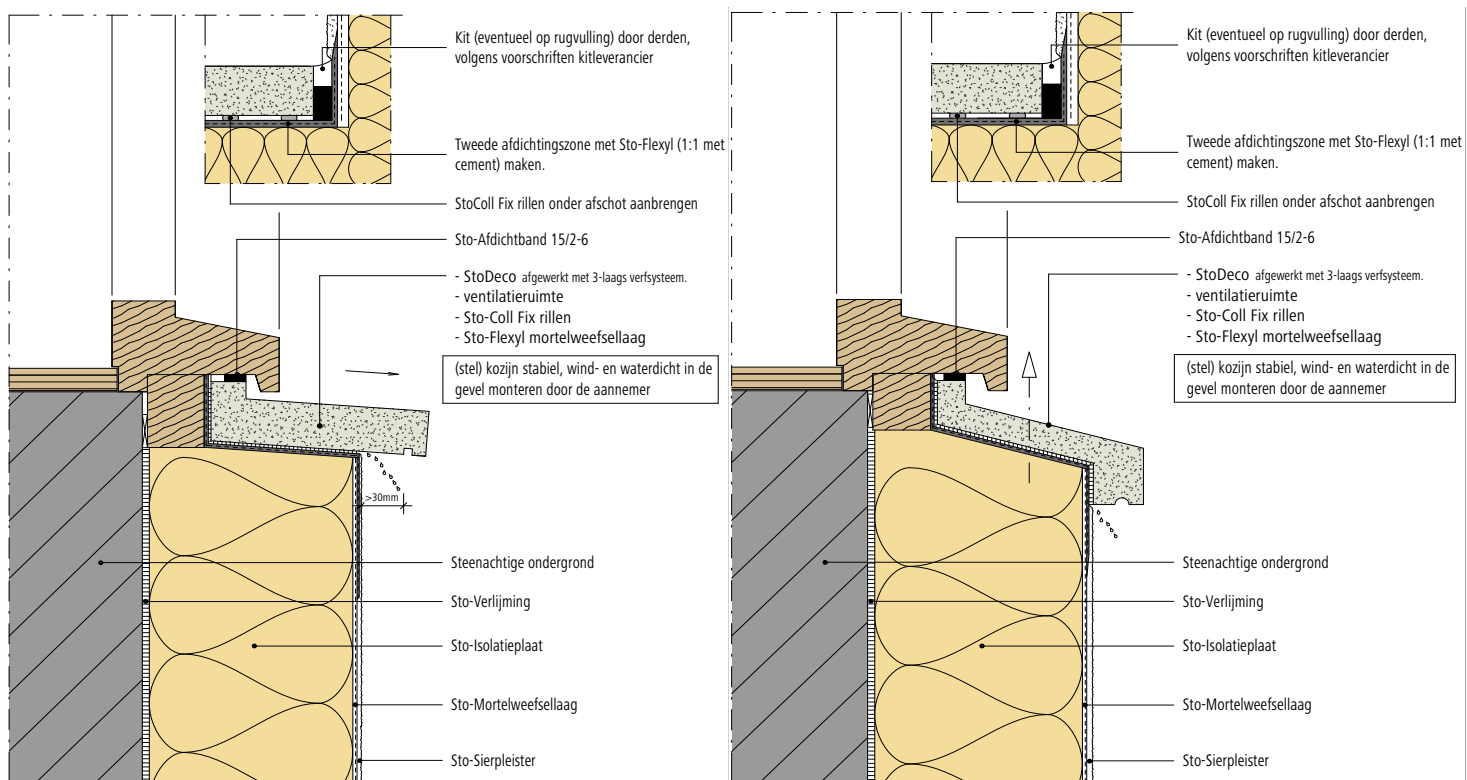 Kit (eventueel op rugvulling) door derden,
volgens voorschriften kitleverancier
Tweede afdichtingszone met Sto-Flexyl (1:1 met
cement) maken.
StoColl Fix rillen onder afschot aanbrengen
Sto-Afdichtband 15/2-6
- StoDeco afgewerkt met 3-laags verfsysteem.
- ventilatieruimte
- Sto-Coll Fix rillen
- Sto-Flexyl mortelweefsellaag
(stel) kozijn stabiel, wind- en waterdicht in de
gevel monteren door de aannemer
>30mm
Steenachtige ondergrond
Sto-Verlijming
Sto-Isolatieplaat
Sto-Mortelweefsellaag
Sto-Sierpleister
Kit (eventueel op rugvulling) door derden,
volgens voorschriften kitleverancier
Tweede afdichtingszone met Sto-Flexyl (1:1 met
cement) maken.
StoColl Fix rillen onder afschot aanbrengen
Sto-Afdichtband 15/2-6
- StoDeco afgewerkt met 3-laags verfsysteem.
- ventilatieruimte
- Sto-Coll Fix rillen
- Sto-Flexyl mortelweefsellaag
(stel) kozijn stabiel, wind- en waterdicht in de
gevel monteren door de aannemer
Steenachtige ondergrond
Sto-Verlijming
Sto-Isolatieplaat
Sto-Mortelweefsellaag
Sto-Sierpleister